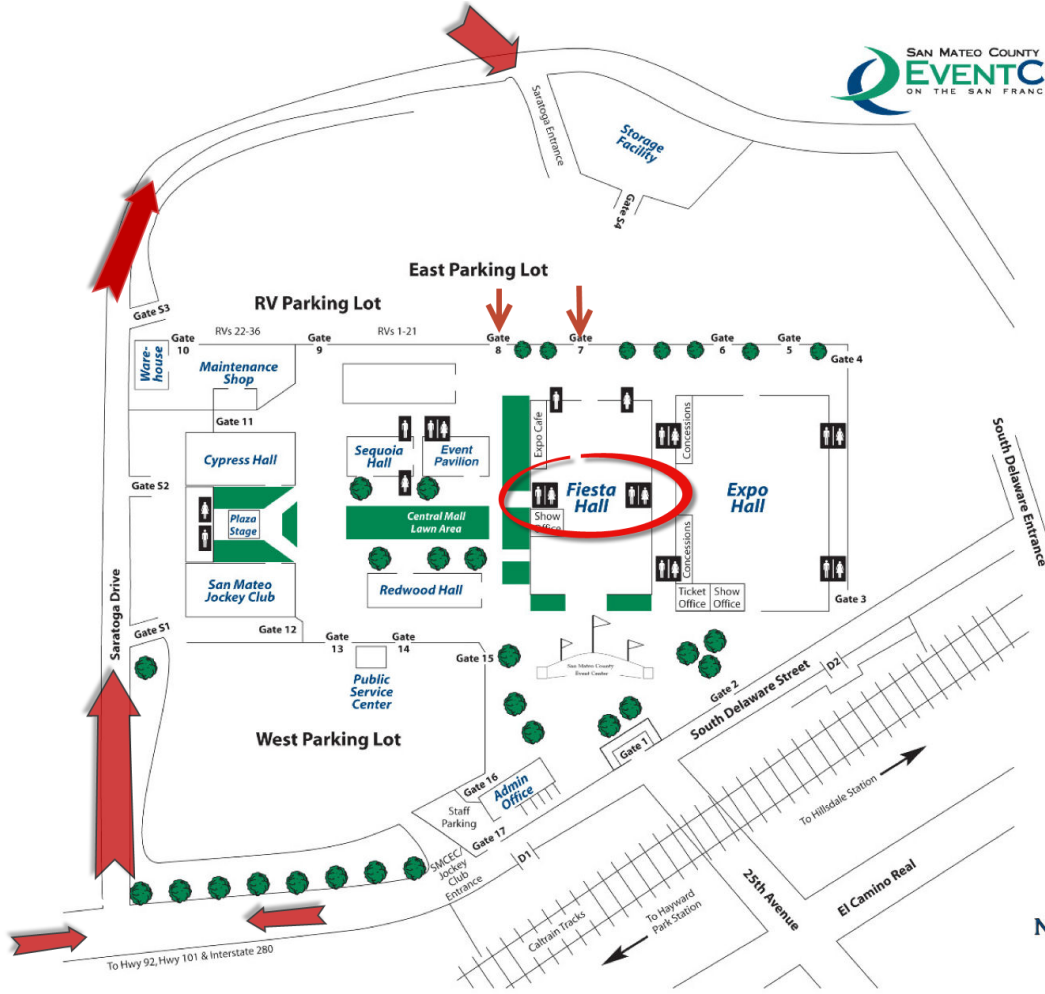 SAN MATEO COUNTY
EVENTC
ON THE SAN FRANC
Saratoga Entrance
Storage
Facility
Gate S4
East Parking Lot
RV Parking Lot
Gate S3
RVs 22-36
RVs 1-21
Gate
10
Gate
9
Gate
8
Gate
7
Gate
6
Gate
5
Gate 4
Ware-
house
Maintenance
Shop
Gate 11
Cypress Hall
Sequoia
Hall
Event
Pavilion
Expo Cafe
Concessions
South Delaware Entrance
Gate S2
Plaza
Stage
Central Mall
Lawn Area
Fiesta
Hall
Show
Office
Expo
Hall
Concessions
San Mateo
Jockey Club
Redwood Hall
Ticket
Office
Show
Office
Gate 3
Saratoga Drive
Gate S1
Gate 12
Gate
13
Gate
14
Gate 15
San Mateo County
Event Center
Public
Service
Center
Gate 2
South Delaware Street
D2
West Parking Lot
Gate 1
Gate 16
Admin
Office
Staff
Parking
Gate 17
To Hillsdale Station
SMCEC/
Jockey
Club
Entrance
D1
25th Avenue
El Camino Real
To Hayward
Park Station
Caltrain Tracks
To Hwy 92, Hwy 101 & Interstate 280
N